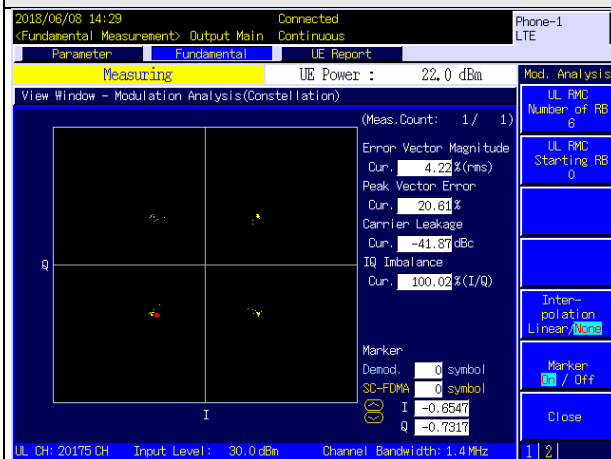 2018/06/08 14:29 Connected Phone-1
<Fundamental Measurement> Output Main Continuous LTE
Parameter Fundamental UE Report
Measuring UE Power : 22.0 dBm Mod. Analysis
View Window - Modulation Analysis(Constellation)
UL RMC
Number of RB
6
(Meas.Count: 1/ 1)
Error Vector Magnitude
Cur. 4.22 %(rms)
Peak Vector Error
Cur. 20.61 %
Carrier Leakage
Cur. -41.87 dBc
IQ Imbalance
Cur. 100.02 %(I/Q)
UL RMC
Starting RB
0
Q
I
Marker
Demod. 0 symbol
SC-FDMA 0 symbol
I -0.6547
Q -0.7317
Inter-
polation
Linear/None
Marker
On / Off
Close
UL CH: 20175 CH Input Level: 30.0 dBm Channel Bandwidth: 1.4 MHz
1 2